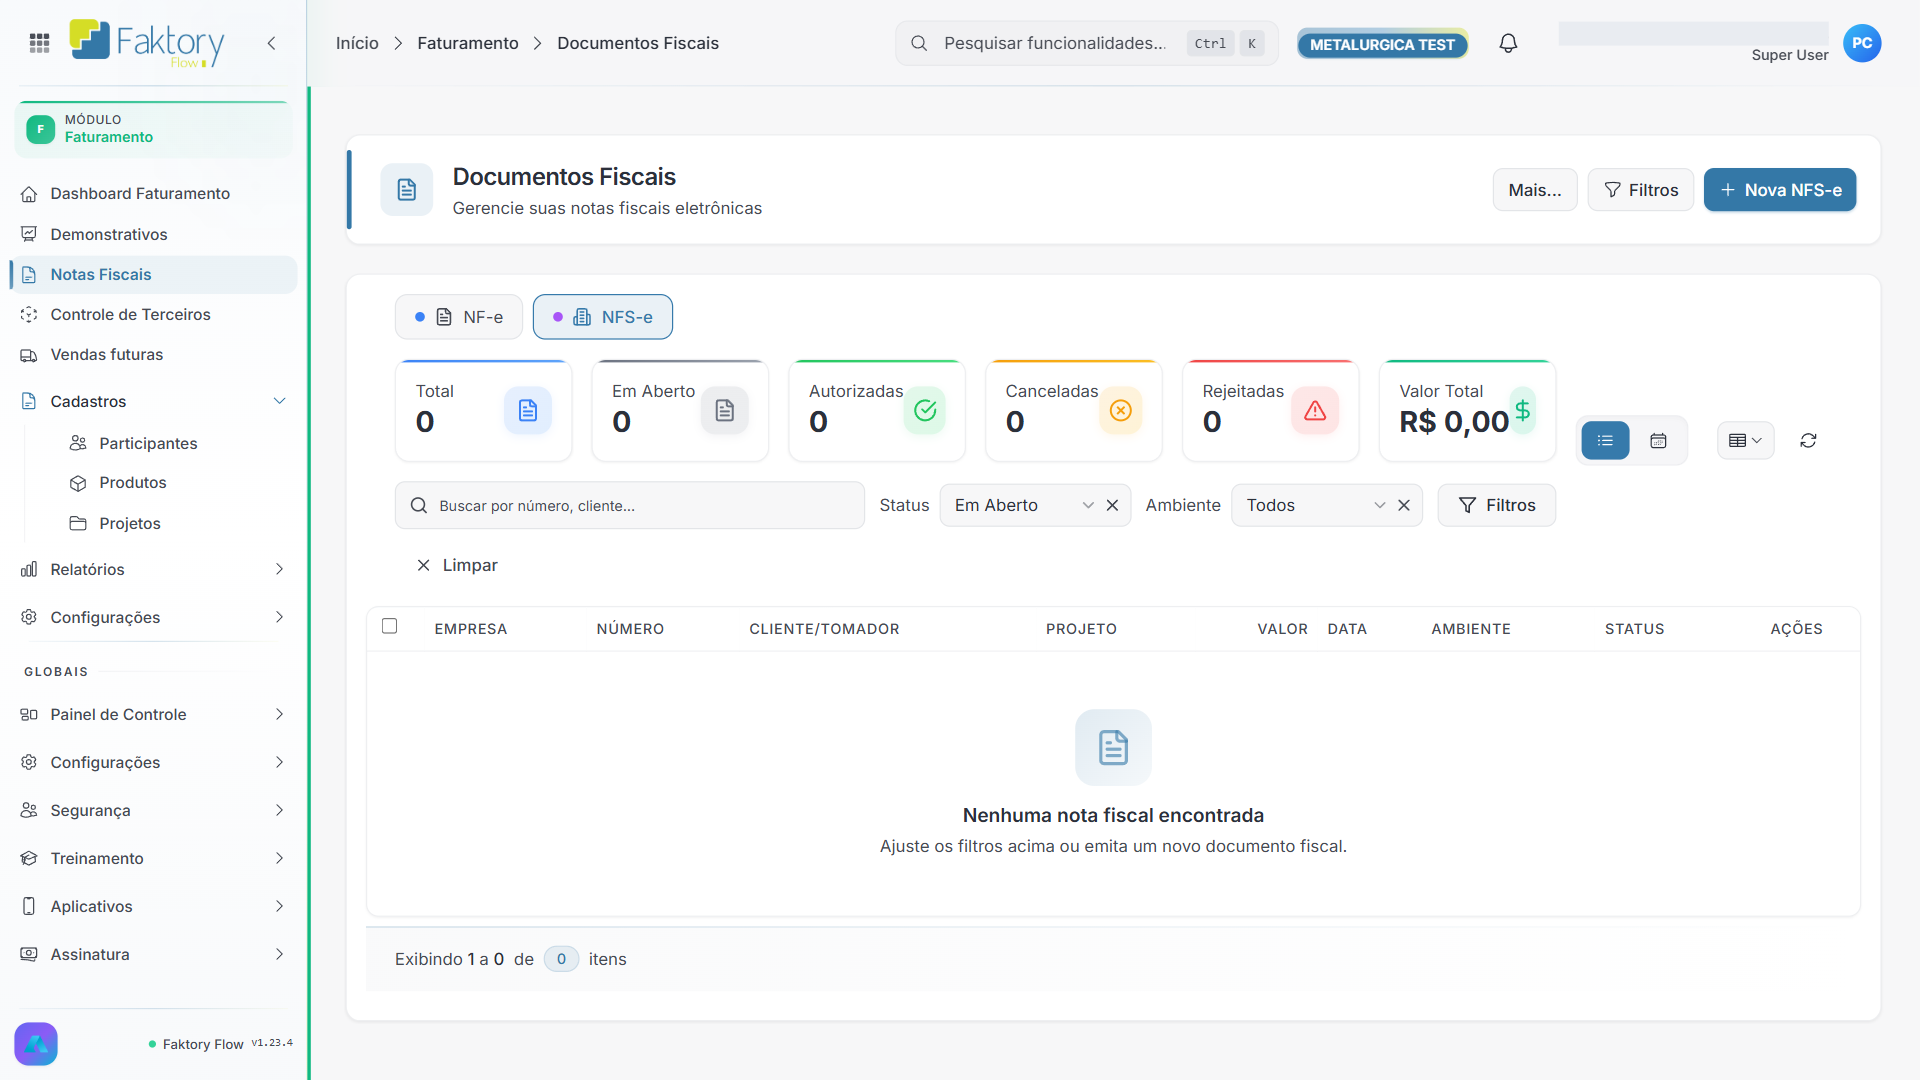 Faktory
Flow
Início
Faturamento
Documentos Fiscais
Pesquisar funcionalidades...
Ctrl
K
METALURGICA TEST
Super User
PC
F
MÓDULO
Faturamento
Dashboard Faturamento
Demonstrativos
Notas Fiscais
Controle de Terceiros
Vendas futuras
Cadastros
Participantes
Produtos
Projetos
Relatórios
Configurações
GLOBAIS
Painel de Controle
Configurações
Segurança
Treinamento
Aplicativos
Assinatura
Faktory Flow v1.23.4
Documentos Fiscais
Gerencie suas notas fiscais eletrônicas
Mais...
Filtros
Nova NFS-e
NF-e
NFS-e
Total
0
Em Aberto
0
Autorizadas
0
Canceladas
0
Rejeitadas
0
Valor Total
R$ 0,00
Buscar por número, cliente...
Status
Em Aberto
Ambiente
Todos
Filtros
Limpar
EMPRESA NÚMERO CLIENTE/TOMADOR PROJETO VALOR DATA AMBIENTE STATUS AÇÕES
Nenhuma nota fiscal encontrada
Ajuste os filtros acima ou emita um novo documento fiscal.
Exibindo 1 a 0 de 0 itens